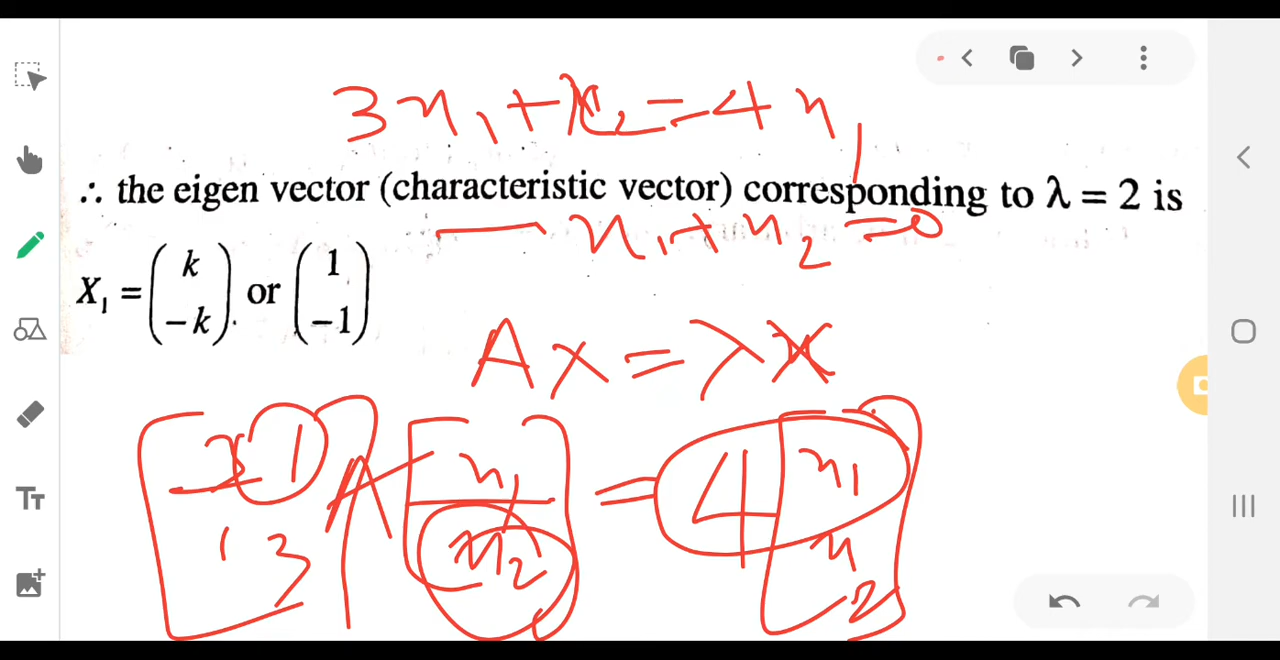 3x₁+x₂=4x₁
∴ the eigen vector (characteristic vector) corresponding to λ = 2 is
− x₁+x₂=0
X₁ = (k −k). or (1 −1)
Ax=λx
1 x₁ = 4 x₁
1 3 x₂ x₂
Tт